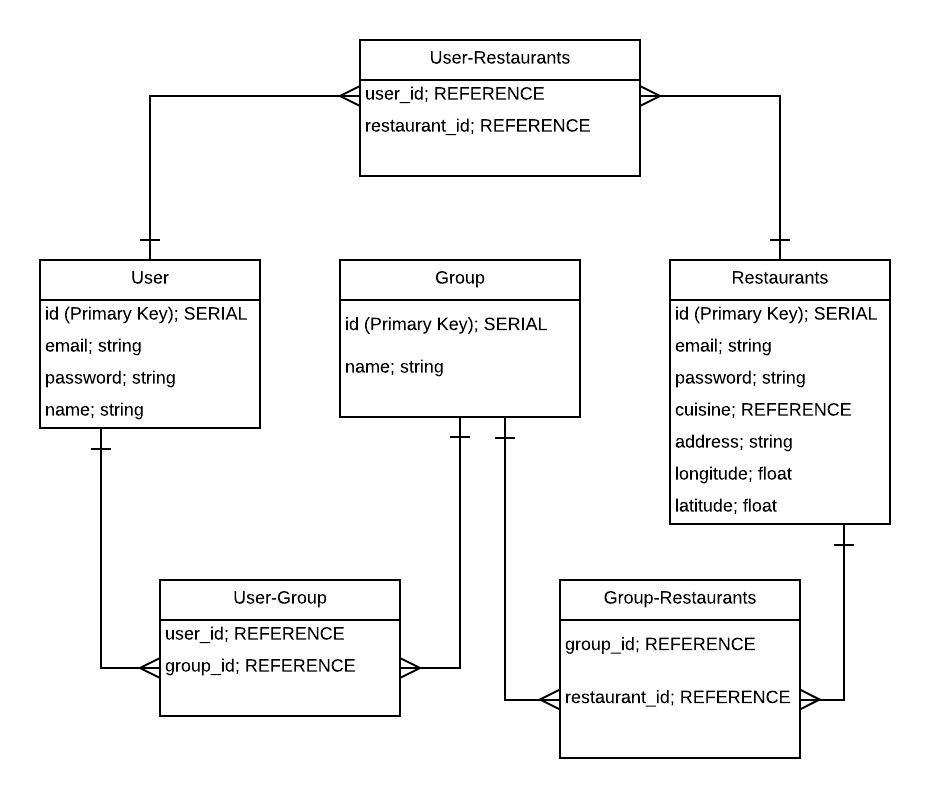 User-Restaurants
user_id; REFERENCE
restaurant_id; REFERENCE
User
id (Primary Key); SERIAL
email; string
password; string
name; string
Group
id (Primary Key); SERIAL
name; string
Restaurants
id (Primary Key); SERIAL
email; string
password; string
cuisine; REFERENCE
address; string
longitude; float
latitude; float
User-Group
user_id; REFERENCE
group_id; REFERENCE
Group-Restaurants
group_id; REFERENCE
restaurant_id; REFERENCE